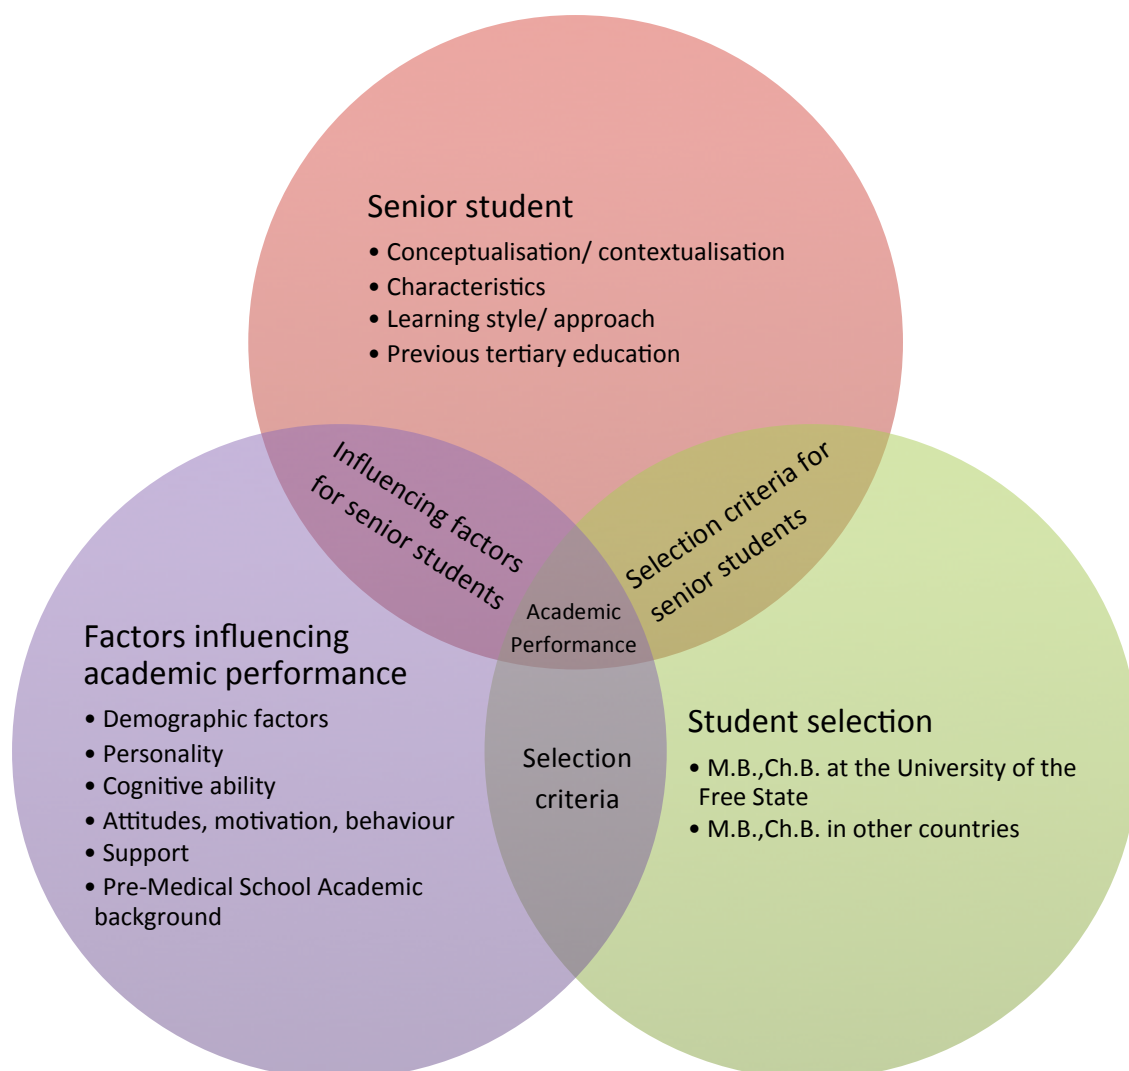 Senior student
• Conceptualisation/ contextualisation
• Characteristics
• Learning style/ approach
• Previous tertiary education
Influencing factors
for senior students
Selection criteria for
senior students
Academic
Performance
Factors influencing
academic performance
• Demographic factors
• Personality
• Cognitive ability
• Attitudes, motivation, behaviour
• Support
• Pre-Medical School Academic
background
Selection
criteria
Student selection
• M.B.,Ch.B. at the University of the
Free State
• M.B.,Ch.B. in other countries